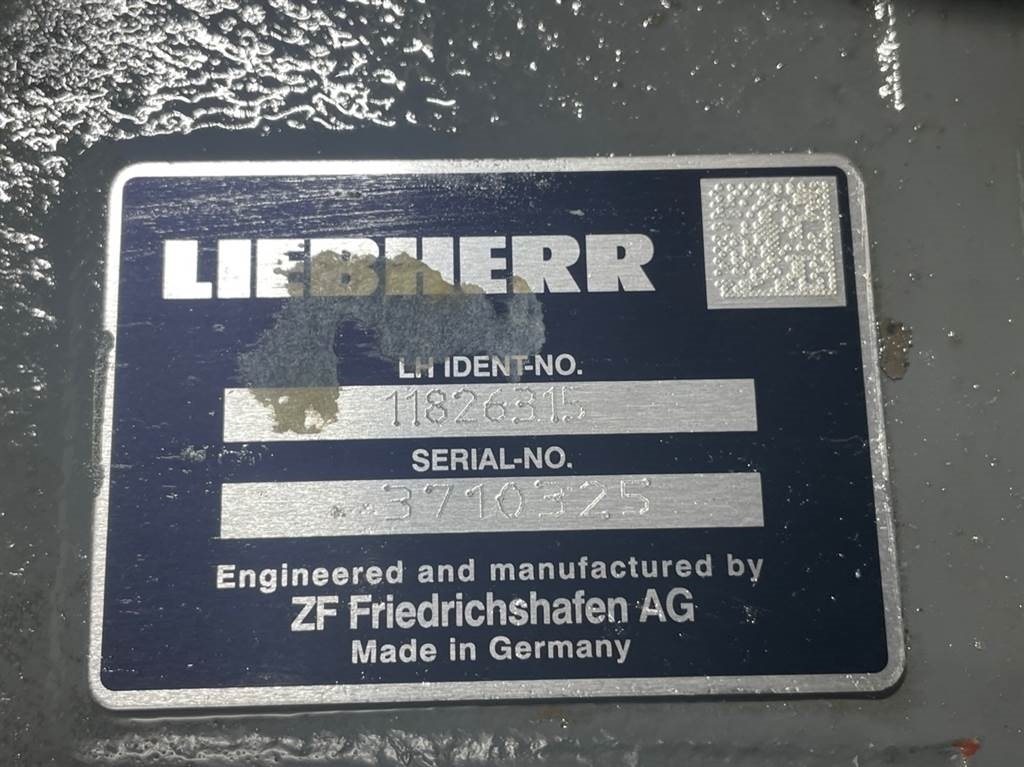 LIEBHERR
LH IDENT-NO.
11826315
SERIAL-NO.
3710325
Engineered and manufactured by
ZF Friedrichshafen AG
Made in Germany